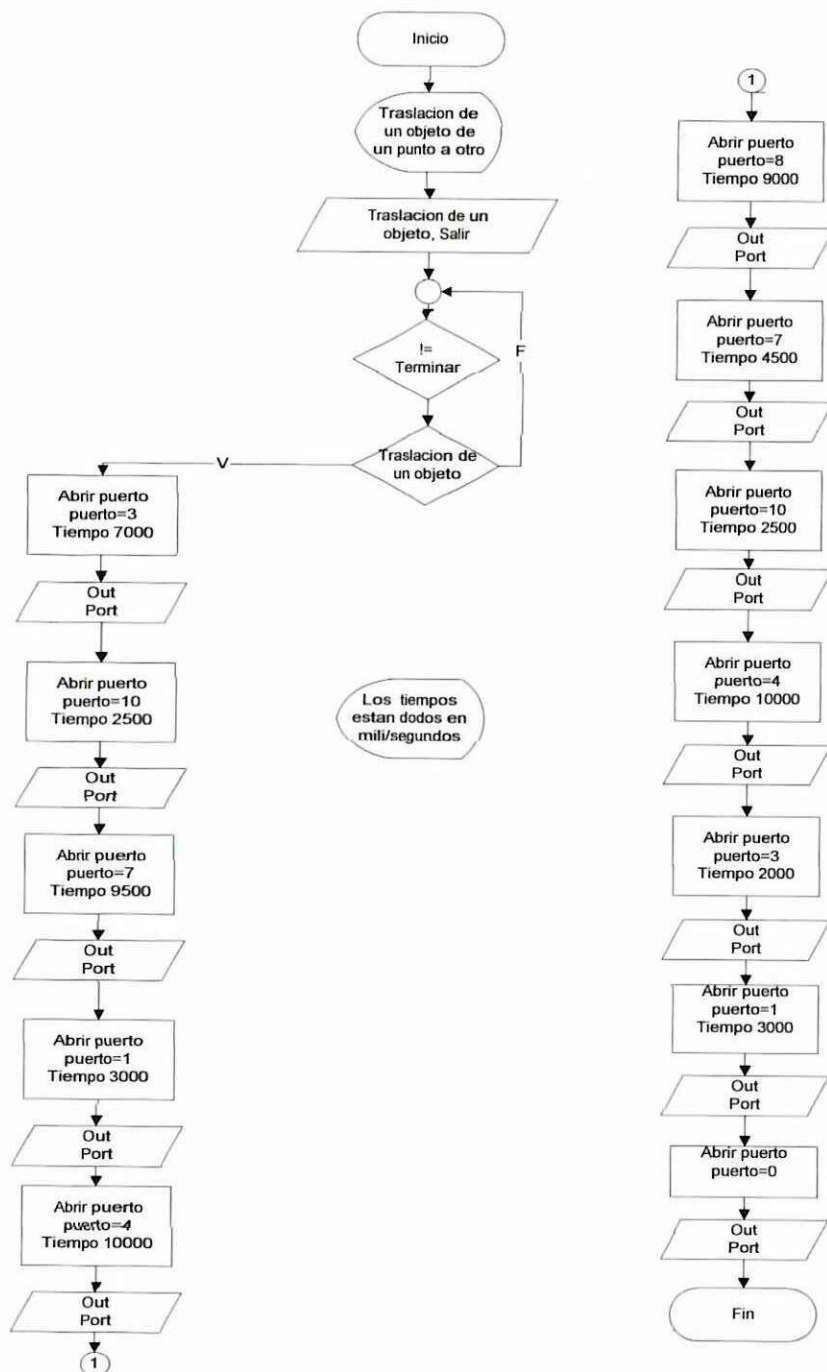 Inicio
Traslacion de
un objeto de
un punto a otro
Traslacion de un
objeto, Salir
!=
Terminar
F
Traslacion de
un objeto
V
Abrir puerto
puerto=3
Tiempo 7000
Out
Port
Abrir puerto
puerto=10
Tiempo 2500
Out
Port
Abrir puerto
puerto=7
Tiempo 9500
Out
Port
Abrir puerto
puerto=1
Tiempo 3000
Out
Port
Abrir puerto
puerto=4
Tiempo 10000
Out
Port
1
Los tiempos
estan dodos en
mili/segundos
1
Abrir puerto
puerto=8
Tiempo 9000
Out
Port
Abrir puerto
puerto=7
Tiempo 4500
Out
Port
Abrir puerto
puerto=10
Tiempo 2500
Out
Port
Abrir puerto
puerto=4
Tiempo 10000
Out
Port
Abrir puerto
puerto=3
Tiempo 2000
Out
Port
Abrir puerto
puerto=1
Tiempo 3000
Out
Port
Abrir puerto
puerto=0
Out
Port
Fin